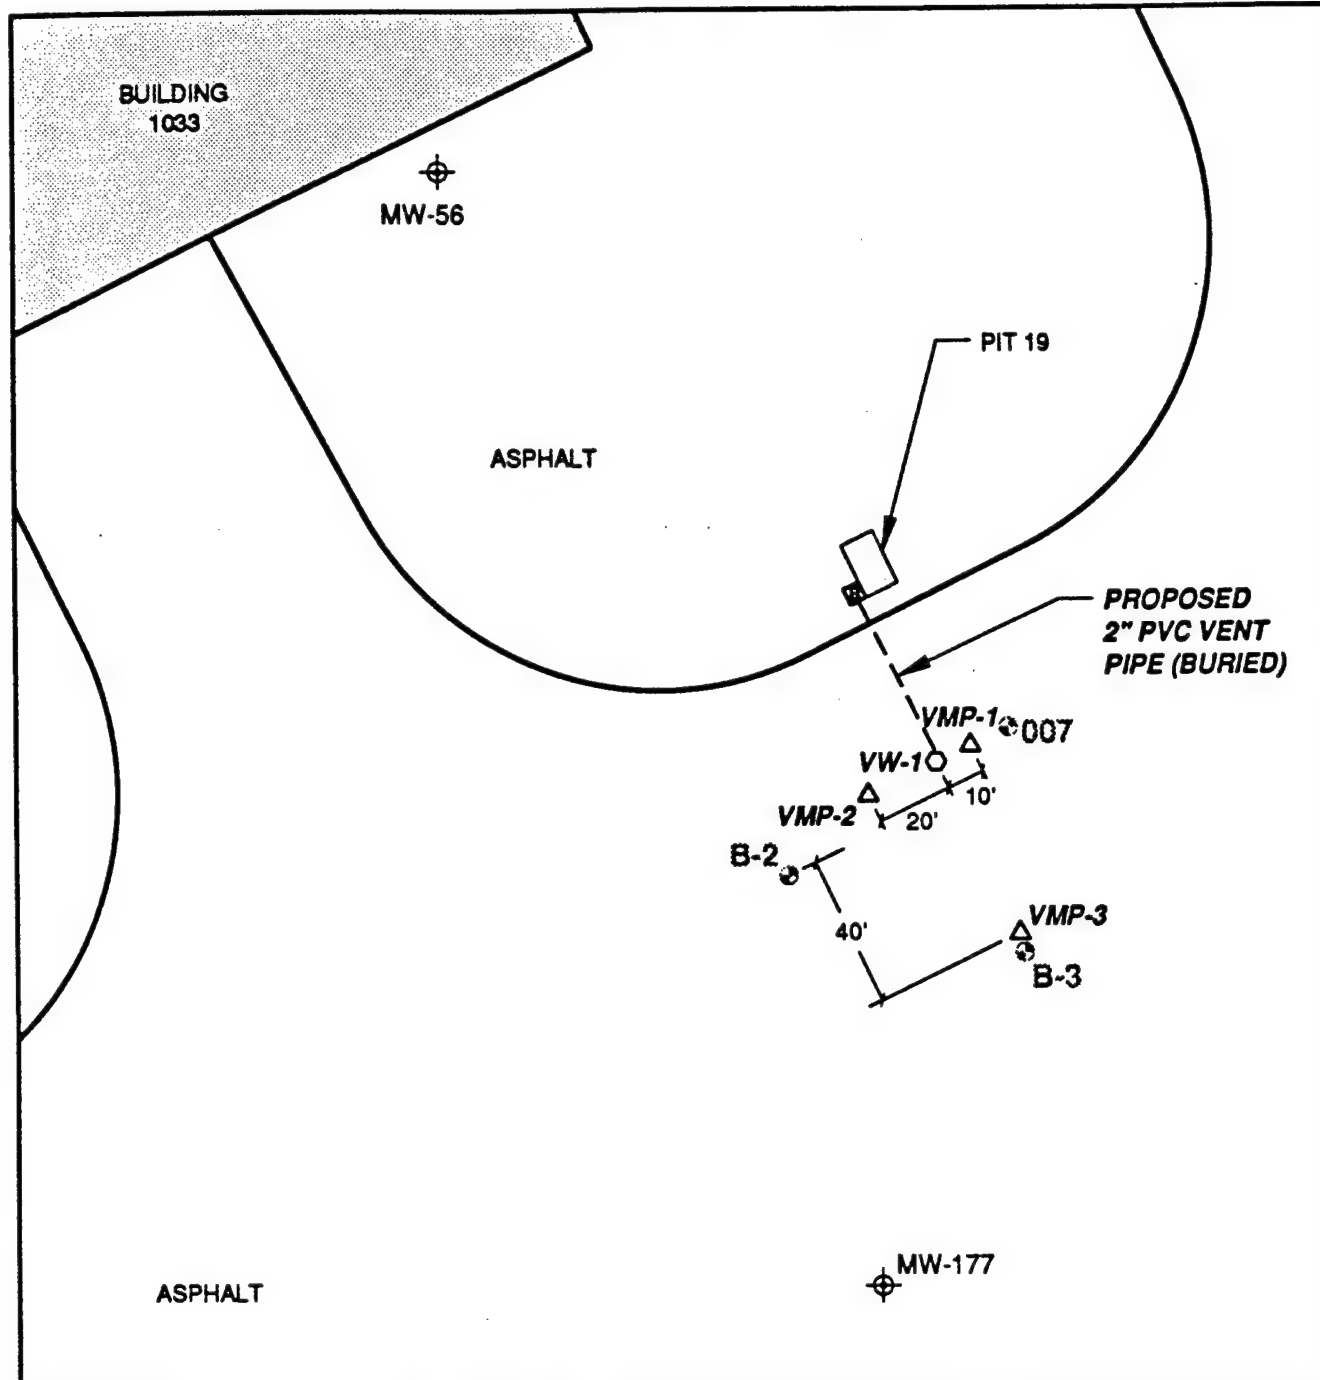 BUILDING
1033
MW-56
PIT 19
ASPHALT
PROPOSED
2" PVC VENT
PIPE (BURIED)
VMP-1
007
VW-1
10'
VMP-2
20'
B-2
VMP-3
40'
B-3
MW-177
ASPHALT